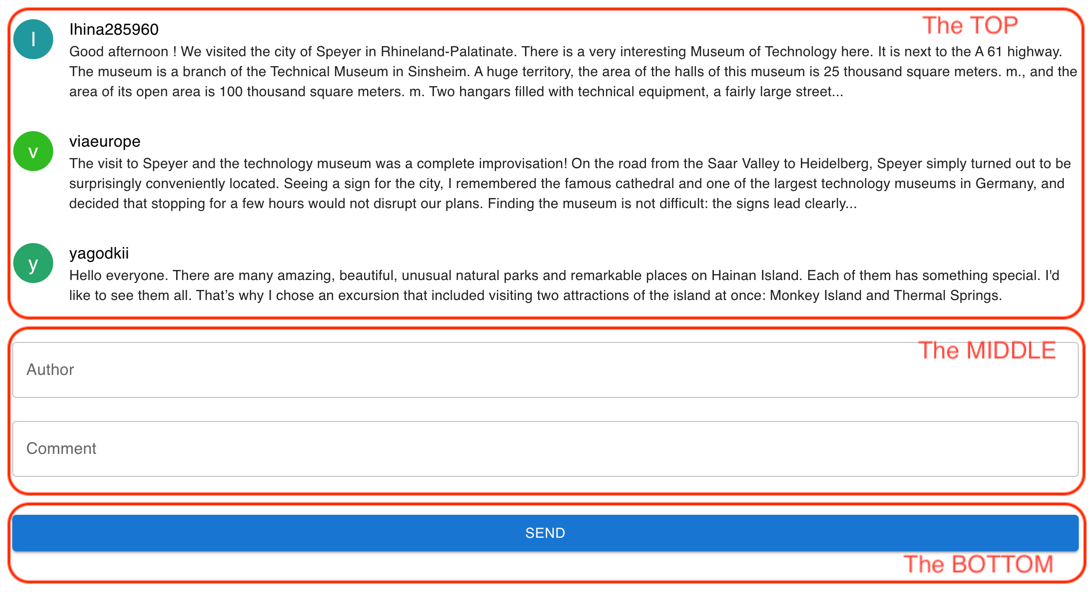 The TOP
I
Ihina285960
Good afternoon ! We visited the city of Speyer in Rhineland-Palatinate. There is a very interesting Museum of Technology here. It is next to the A 61 highway.
The museum is a branch of the Technical Museum in Sinsheim. A huge territory, the area of the halls of this museum is 25 thousand square meters. m., and the
area of its open area is 100 thousand square meters. m. Two hangars filled with technical equipment, a fairly large street...
v
viaeurope
The visit to Speyer and the technology museum was a complete improvisation! On the road from the Saar Valley to Heidelberg, Speyer simply turned out to be
surprisingly conveniently located. Seeing a sign for the city, I remembered the famous cathedral and one of the largest technology museums in Germany, and
decided that stopping for a few hours would not disrupt our plans. Finding the museum is not difficult: the signs lead clearly...
y
yagodkii
Hello everyone. There are many amazing, beautiful, unusual natural parks and remarkable places on Hainan Island. Each of them has something special. I'd
like to see them all. That’s why I chose an excursion that included visiting two attractions of the island at once: Monkey Island and Thermal Springs.
The MIDDLE
Author
Comment
SEND
The BOTTOM